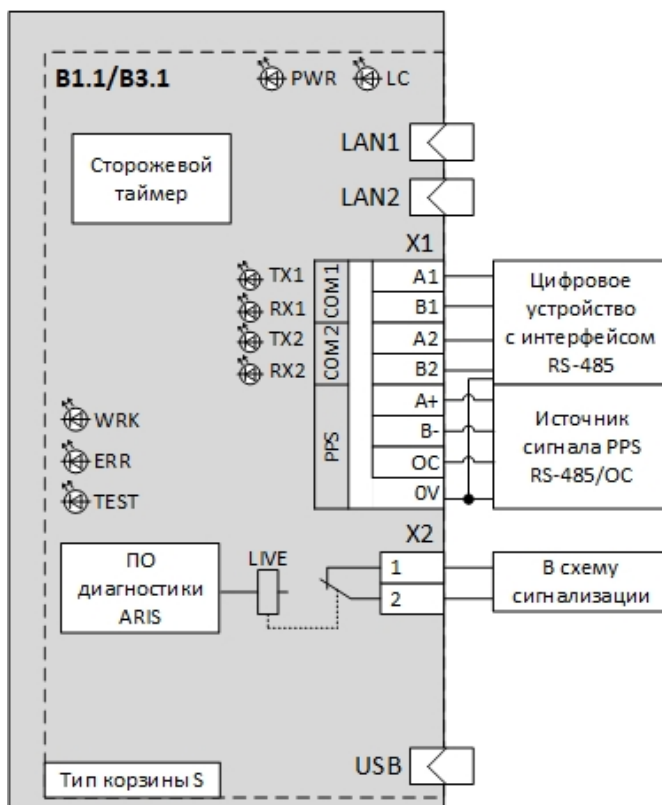 B1.1/B3.1
PWR
LC
Сторожевой
таймер
LAN1
LAN2
X1
TX1
RX1
TX2
RX2
COM 1
COM 2
PPS
A1
B1
A2
B2
A+
B-
OC
0V
Цифровое
устройство
с интерфейсом
RS-485
Источник
сигнала PPS
RS-485/OC
WRK
ERR
TEST
X2
ПО
диагностики
ARIS
LIVE
1
2
В схему
сигнализации
USB
Тип корзины S